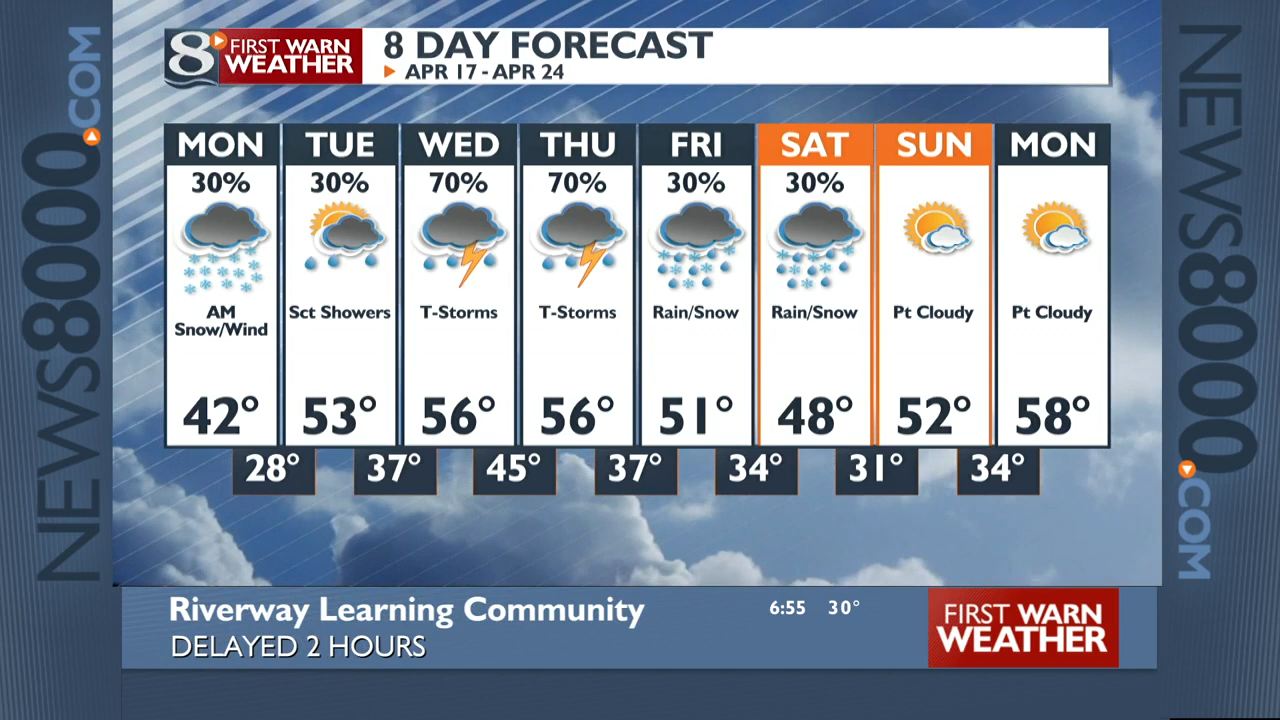 NEWS8000.COM
8 FIRST WARN
WEATHER
8 DAY FORECAST
APR 17 - APR 24
MON TUE WED THU FRI SAT SUN MON
30% 30% 70% 70% 30% 30%
AM
Snow/Wind
Sct Showers
T-Storms
T-Storms
Rain/Snow
Rain/Snow
Pt Cloudy
Pt Cloudy
42° 53° 56° 56° 51° 48° 52° 58°
28° 37° 45° 37° 34° 31° 34°
Riverway Learning Community
DELAYED 2 HOURS
6:55 30°
FIRST WARN
WEATHER
NEWS8000.COM